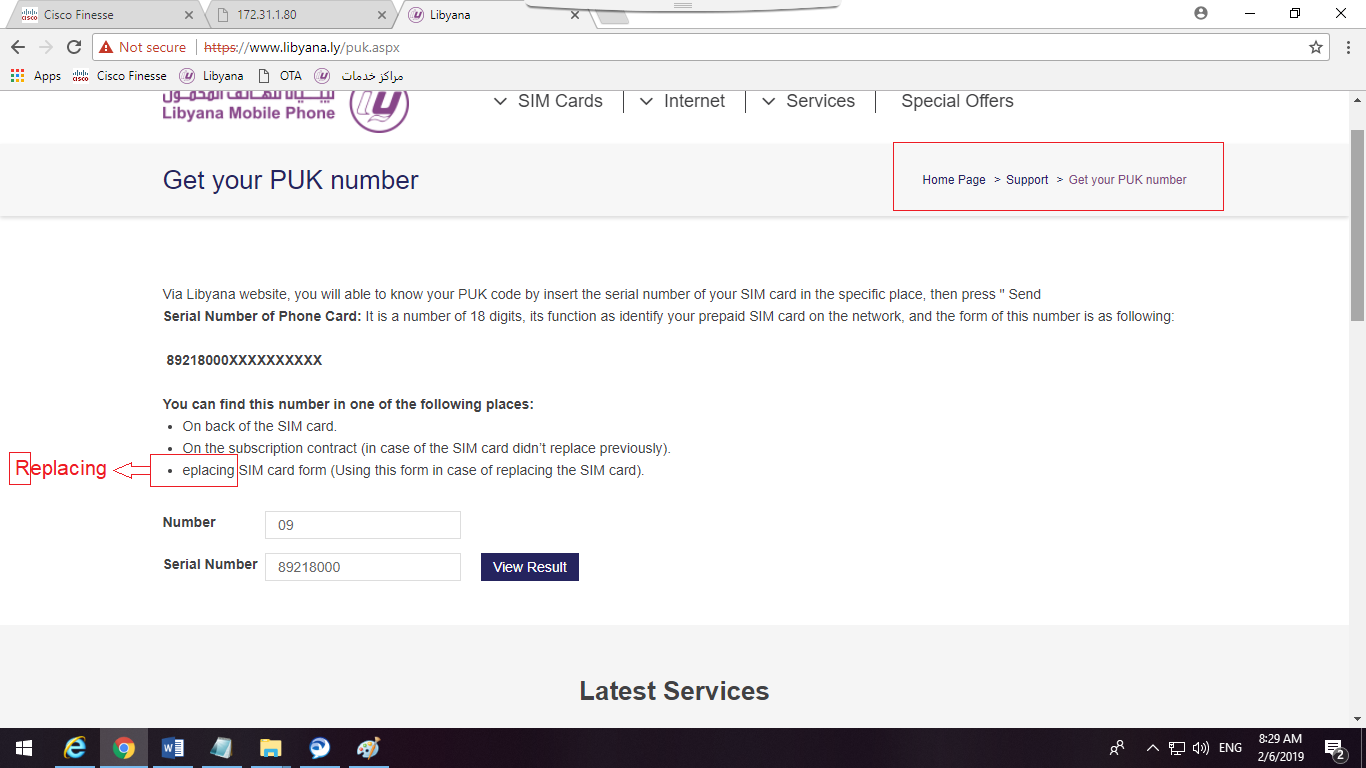 Cisco Finesse
172.31.1.80
Libyana
Not secure https://www.libyana.ly/puk.aspx
Apps Cisco Finesse Libyana OTA مراكز خدمات
ليبيانا للهاتف المحمول
Libyana Mobile Phone
SIM Cards Internet Services Special Offers
Get your PUK number
Home Page > Support > Get your PUK number
Via Libyana website, you will able to know your PUK code by insert the serial number of your SIM card in the specific place, then press " Send
Serial Number of Phone Card: It is a number of 18 digits, its function as identify your prepaid SIM card on the network, and the form of this number is as following:
89218000XXXXXXXXXX
You can find this number in one of the following places:
• On back of the SIM card.
• On the subscription contract (in case of the SIM card didn’t replace previously).
Replacing
• eplacing SIM card form (Using this form in case of replacing the SIM card).
Number 09
Serial Number 89218000 View Result
Latest Services
ENG
8:29 AM
2/6/2019
2